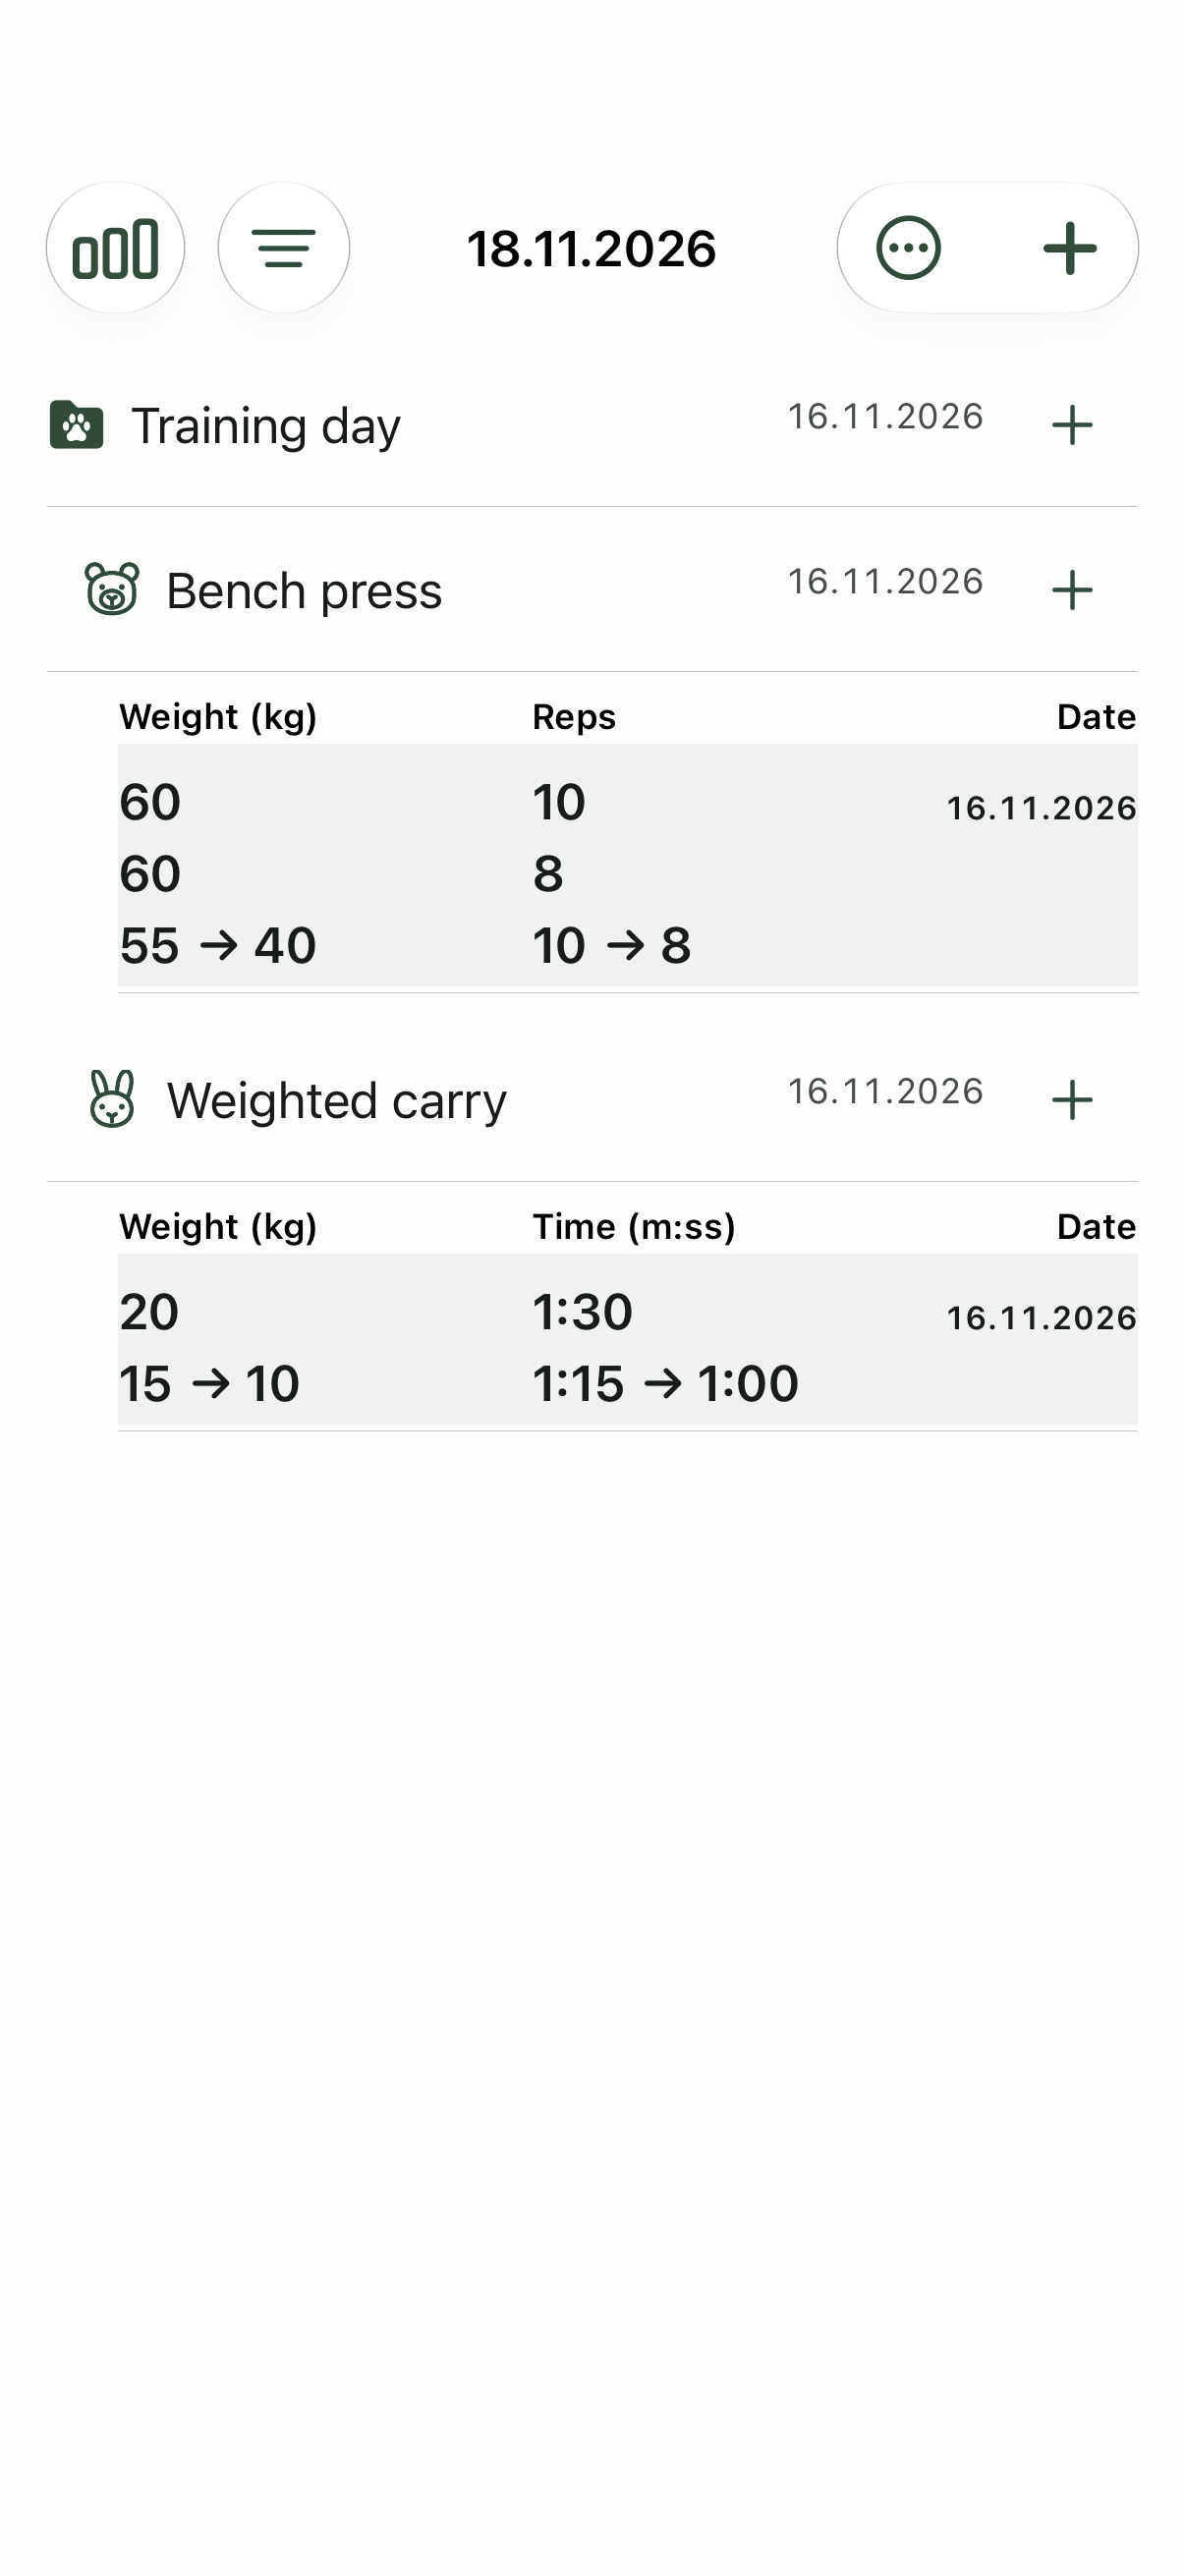 18.11.2026
Training day 16.11.2026
Bench press 16.11.2026
Weight (kg) Reps Date
60 10 16.11.2026
60 8
55 → 40 10 → 8
Weighted carry 16.11.2026
Weight (kg) Time (m:ss) Date
20 1:30 16.11.2026
15 → 10 1:15 → 1:00